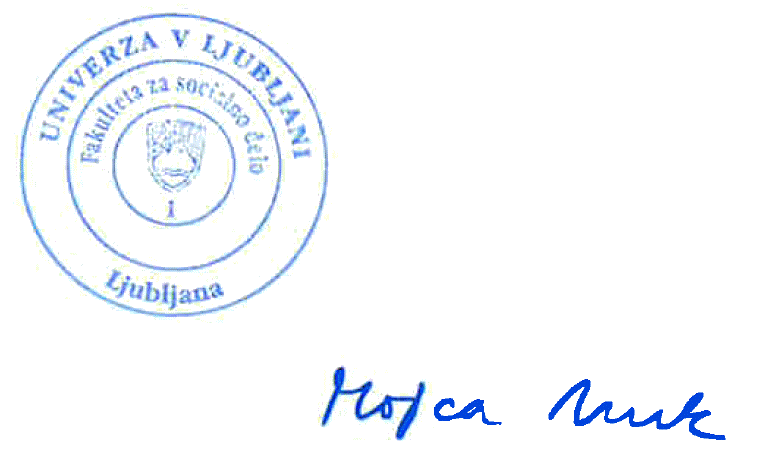 UNIVERZA V LJUBLJANI
Fakulteta za socialno delo
1
Ljubljana
Mojca